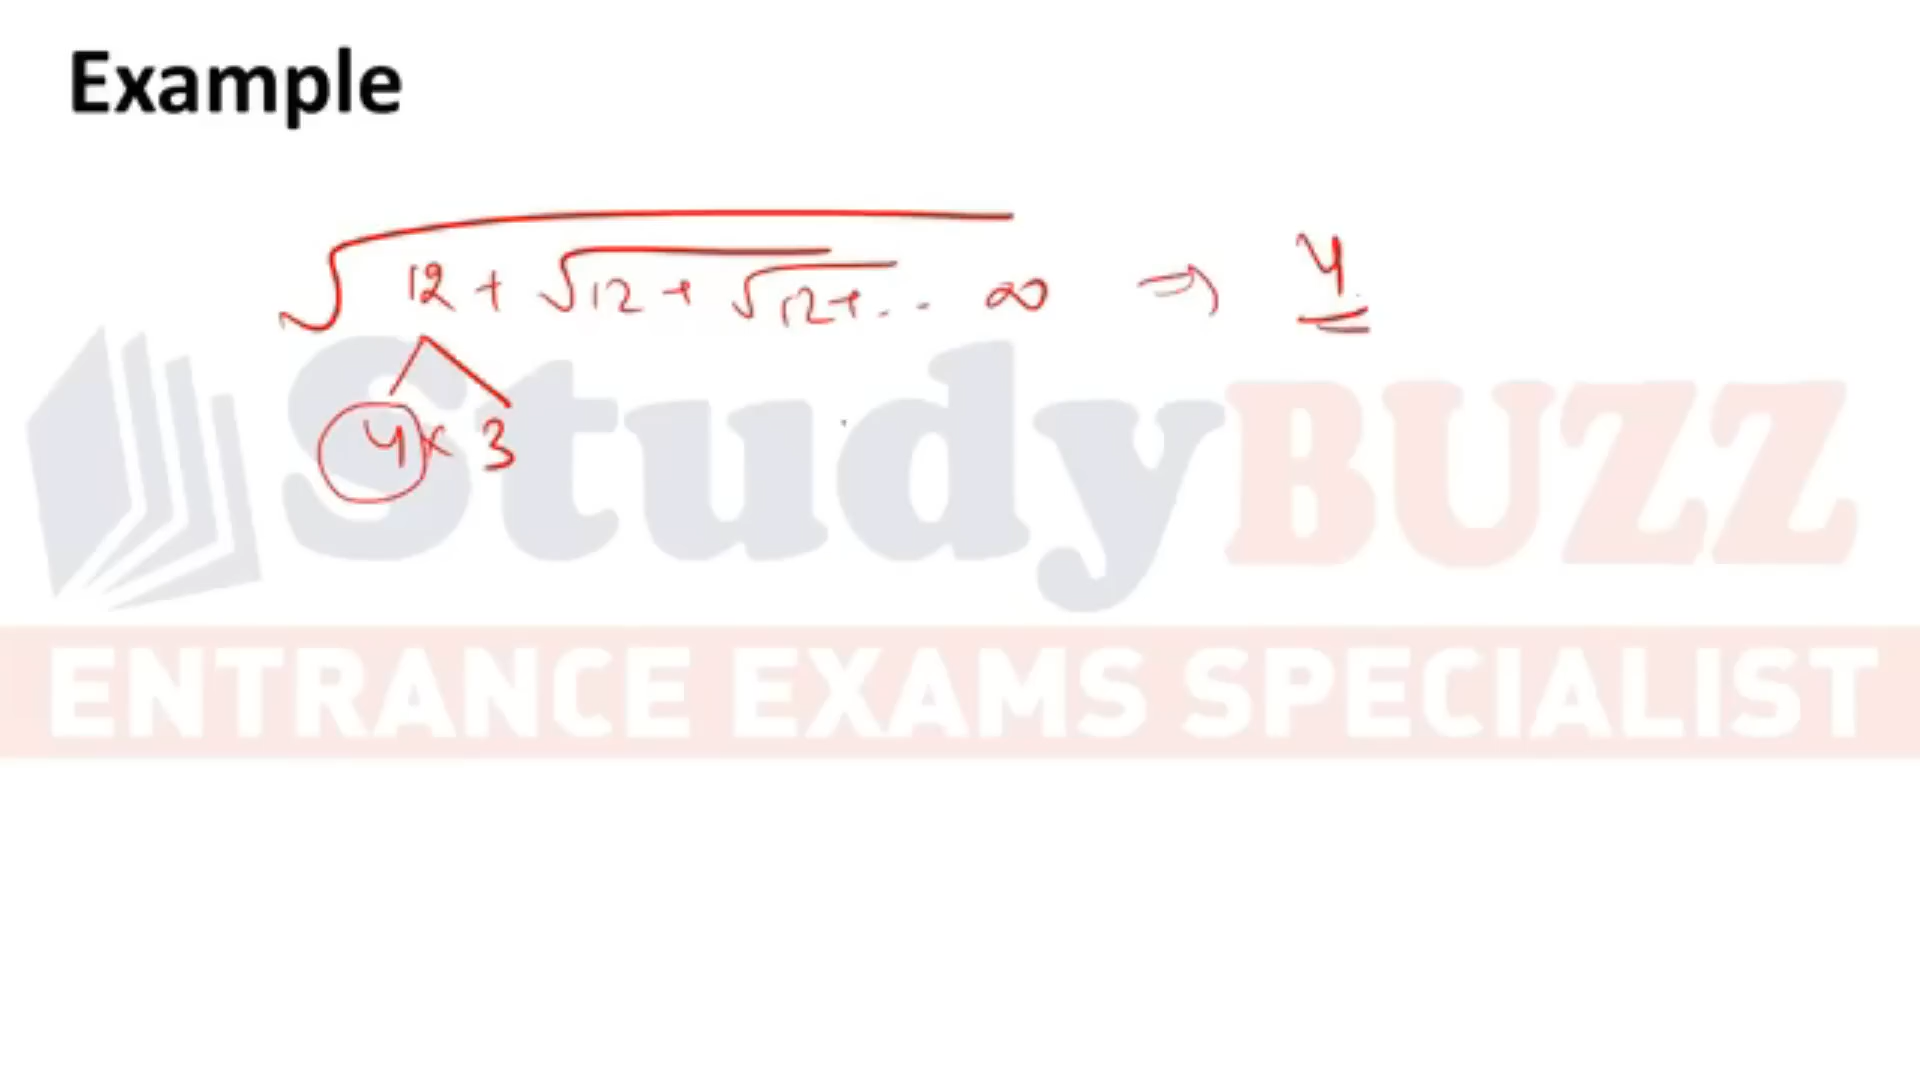 Example
√12 + √12 + √12+... ∞ ⇒ 4
4 × 3
StudyBUZZ
ENTRANCE EXAMS SPECIALIST